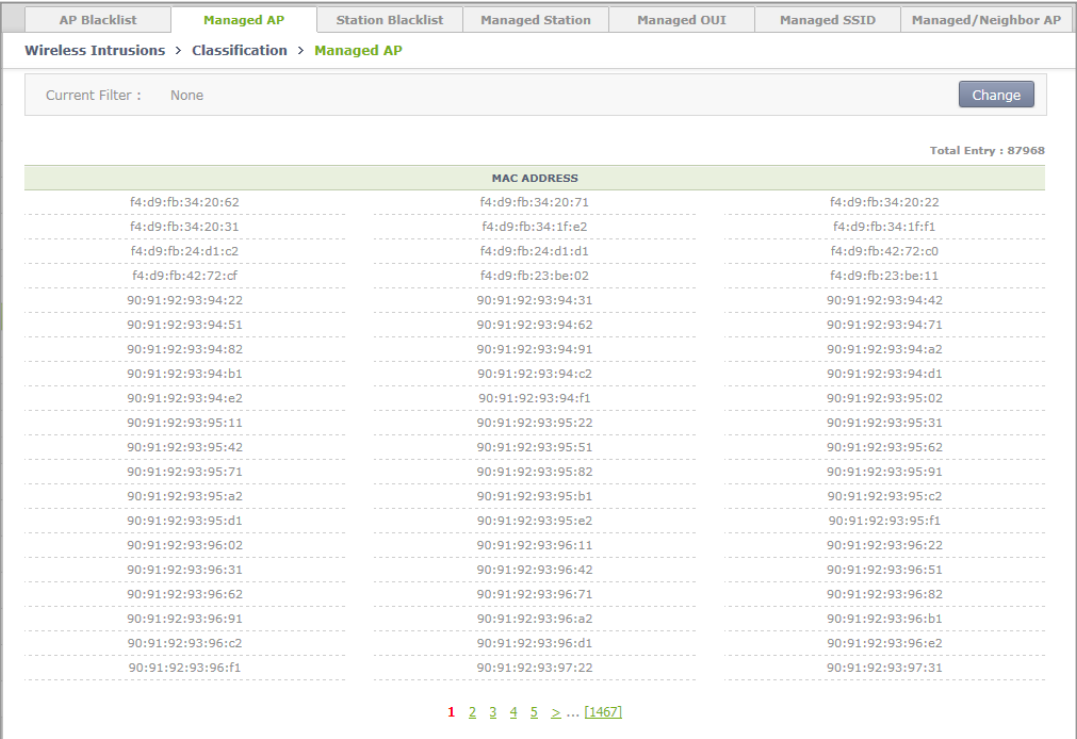 AP Blacklist Managed AP Station Blacklist Managed Station Managed OUI Managed SSID Managed/Neighbor AP
Wireless Intrusions > Classification > Managed AP
Current Filter : None Change
Total Entry : 87968
MAC ADDRESS
f4:d9:fb:34:20:62 f4:d9:fb:34:20:71 f4:d9:fb:34:20:22
f4:d9:fb:34:20:31 f4:d9:fb:34:1f:e2 f4:d9:fb:34:1f:f1
f4:d9:fb:24:d1:c2 f4:d9:fb:24:d1:d1 f4:d9:fb:42:72:c0
f4:d9:fb:42:72:cf f4:d9:fb:23:be:02 f4:d9:fb:23:be:11
90:91:92:93:94:22 90:91:92:93:94:31 90:91:92:93:94:42
90:91:92:93:94:51 90:91:92:93:94:62 90:91:92:93:94:71
90:91:92:93:94:82 90:91:92:93:94:91 90:91:92:93:94:a2
90:91:92:93:94:b1 90:91:92:93:94:c2 90:91:92:93:94:d1
90:91:92:93:94:e2 90:91:92:93:94:f1 90:91:92:93:95:02
90:91:92:93:95:11 90:91:92:93:95:22 90:91:92:93:95:31
90:91:92:93:95:42 90:91:92:93:95:51 90:91:92:93:95:62
90:91:92:93:95:71 90:91:92:93:95:82 90:91:92:93:95:91
90:91:92:93:95:a2 90:91:92:93:95:b1 90:91:92:93:95:c2
90:91:92:93:95:d1 90:91:92:93:95:e2 90:91:92:93:95:f1
90:91:92:93:96:02 90:91:92:93:96:11 90:91:92:93:96:22
90:91:92:93:96:31 90:91:92:93:96:42 90:91:92:93:96:51
90:91:92:93:96:62 90:91:92:93:96:71 90:91:92:93:96:82
90:91:92:93:96:91 90:91:92:93:96:a2 90:91:92:93:96:b1
90:91:92:93:96:c2 90:91:92:93:96:d1 90:91:92:93:96:e2
90:91:92:93:96:f1 90:91:92:93:97:22 90:91:92:93:97:31
1 2 3 4 5 > ... [1467]